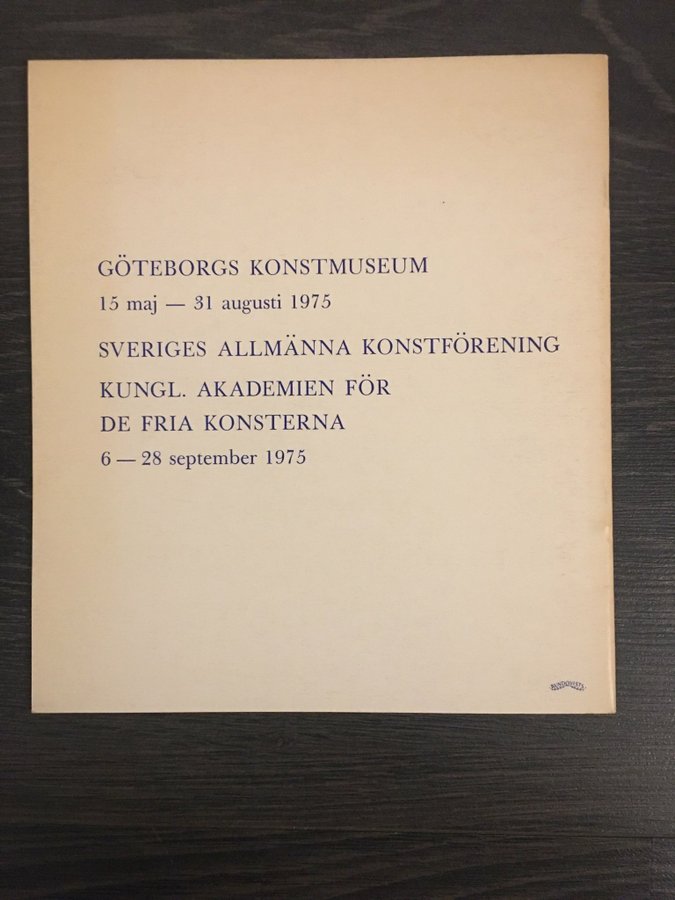 GÖTEBORGS KONSTMUSEUM
15 maj — 31 augusti 1975
SVERIGES ALLMÄNNA KONSTFÖRENING
KUNGL. AKADEMIEN FÖR
DE FRIA KONSTERNA
6 — 28 september 1975